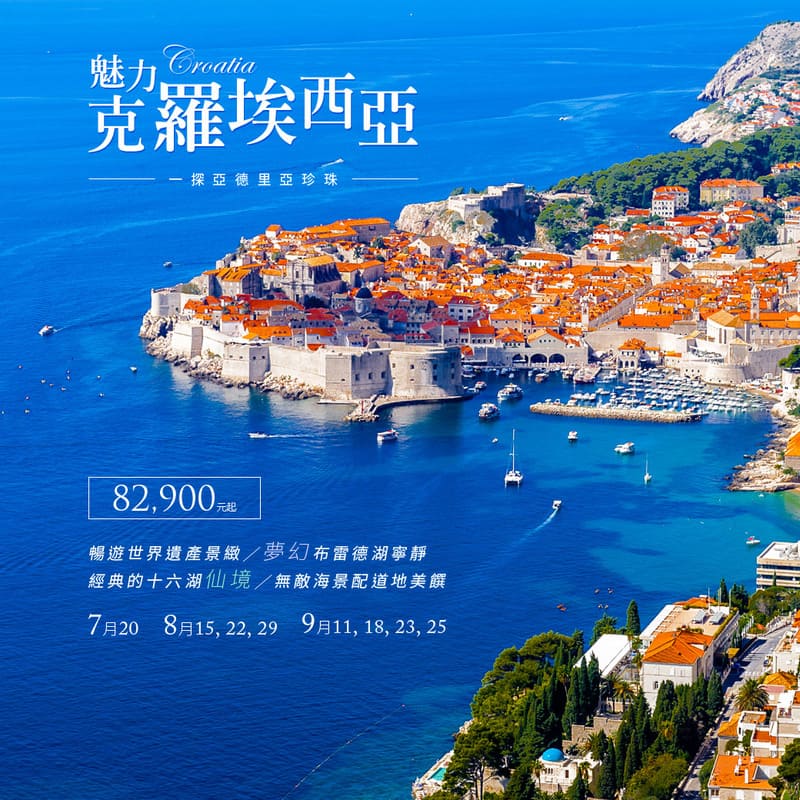 魅力 Croatia
克羅埃西亞
一探亞德里亞珍珠
82,900元起
暢遊世界遺產景緻／夢幻布雷德湖寧靜
經典的十六湖仙境／無敵海景配道地美饌
7月20 8月15, 22, 29 9月11, 18, 23, 25